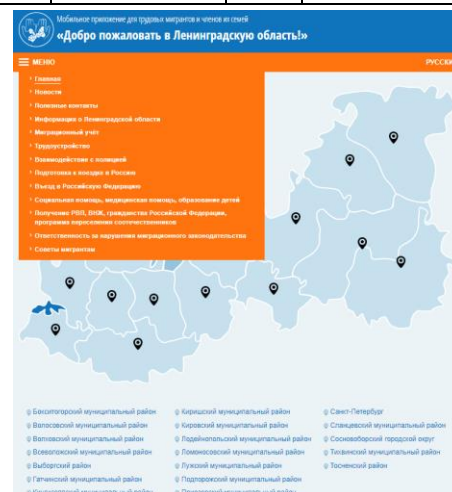 Мобильное приложение для трудовых мигрантов и членов их семей
«Добро пожаловать в Ленинградскую область!»
МЕНЮ
РУССКИ
Главная
Новости
Полезные контакты
Информация о Ленинградской области
Миграционный учёт
Трудоустройство
Взаимодействие с полицией
Подготовка к поездке в Россию
Въезд в Российскую Федерацию
Социальная помощь, медицинская помощь, образование детей
Получение РВП, ВНЖ, гражданства Российской Федерации,
программа переселения соотечественников
Ответственность за нарушения миграционного законодательства
Советы мигрантам
Бокситогорский муниципальный район
Волосовский муниципальный район
Волховский муниципальный район
Всеволожский муниципальный район
Выборгский район
Гатчинский муниципальный район
Киришский муниципальный район
Кировский муниципальный район
Лодейнопольский муниципальный район
Ломоносовский муниципальный район
Лужский муниципальный район
Подпорожский муниципальный район
Санкт-Петербург
Сланцевский муниципальный район
Сосновоборский городской округ
Тихвинский муниципальный район
Тосненский район